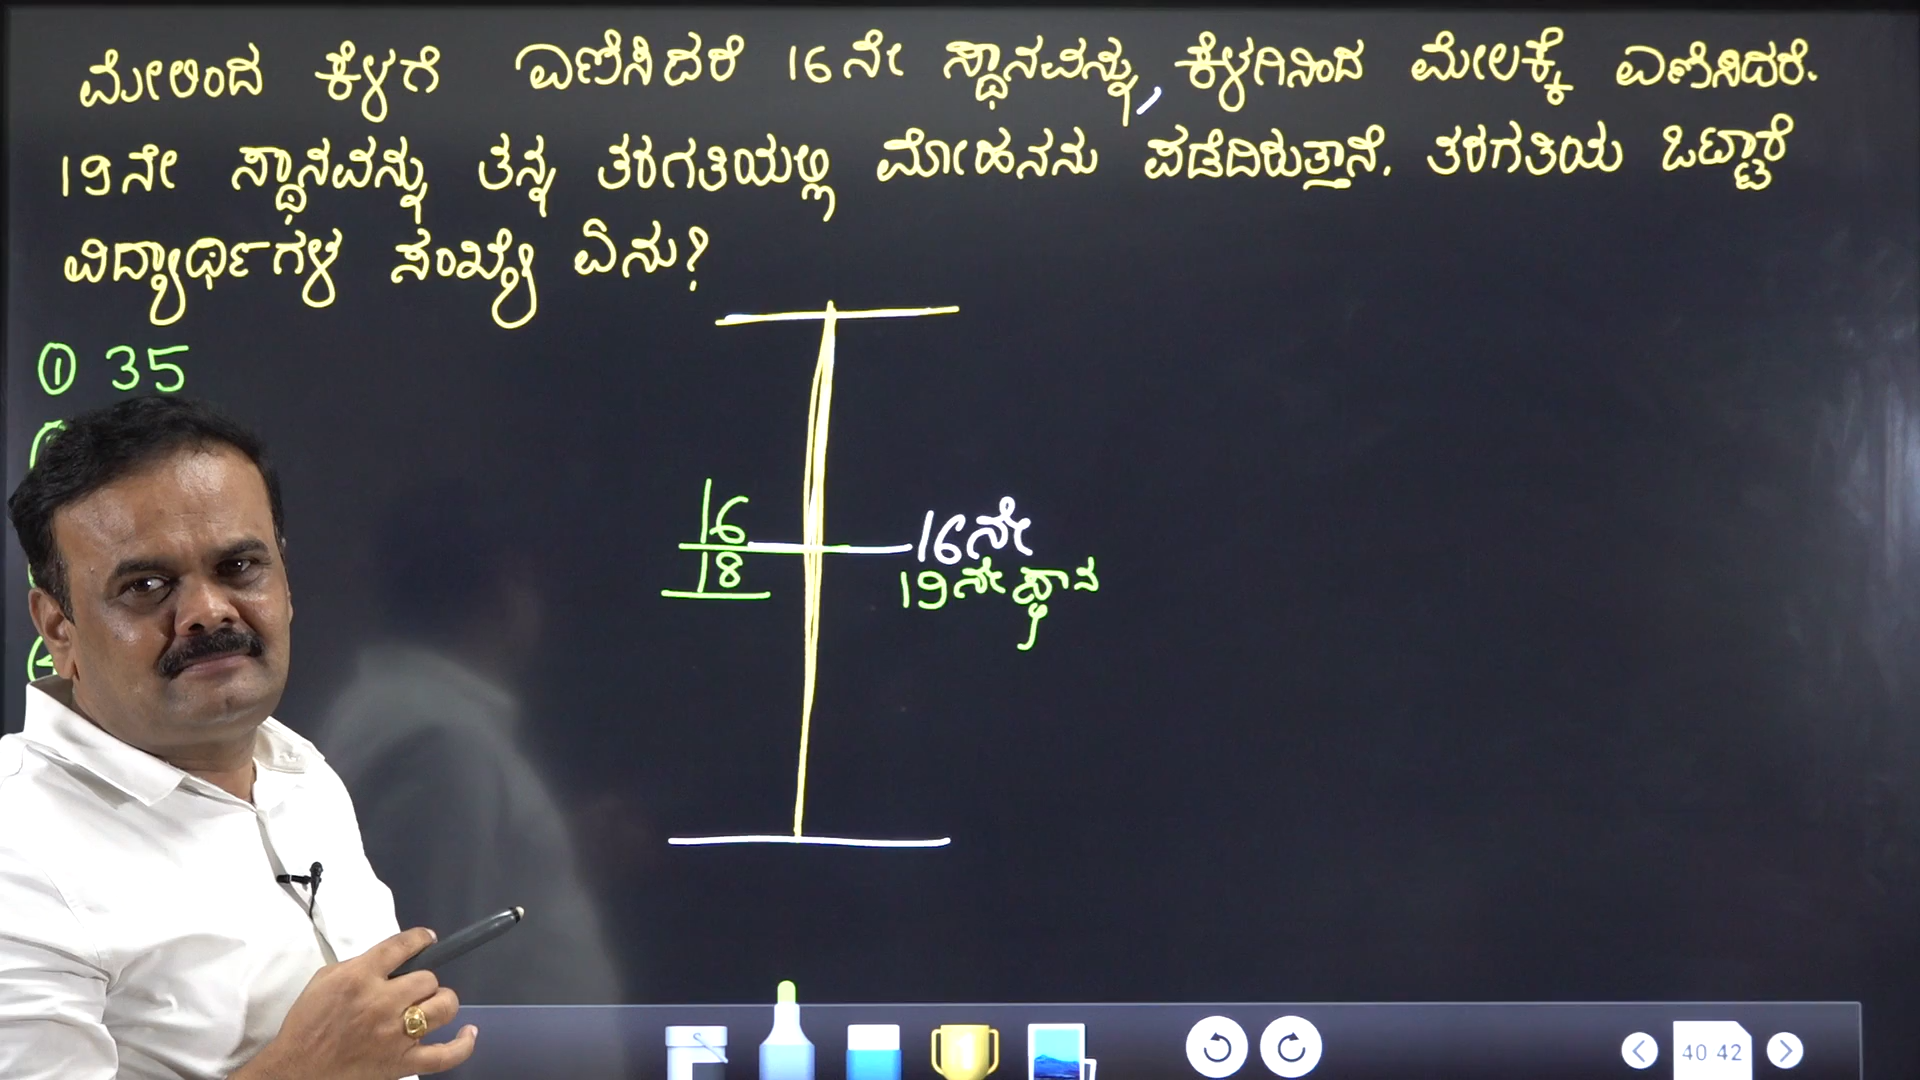 ಮೇಲಿಂದ ಕೆಳಗೆ ಎಣಿಸಿದರೆ 16ನೇ ಸ್ಥಾನವನ್ನು, ಕೆಳಗಿನಿಂದ ಮೇಲಕ್ಕೆ ಎಣಿಸಿದರೆ.
19ನೇ ಸ್ಥಾನವನ್ನು ತನ್ನ ತರಗತಿಯಲ್ಲಿ ಮೋಹನನು ಪಡೆದಿರುತ್ತಾನೆ. ತರಗತಿಯ ಒಟ್ಟಾರೆ
ವಿದ್ಯಾರ್ಥಿಗಳ ಸಂಖ್ಯೆ ಏನು?
① 35
16
16ನೇ
18
19ನೇ ಸ್ಥಾನ
40 42